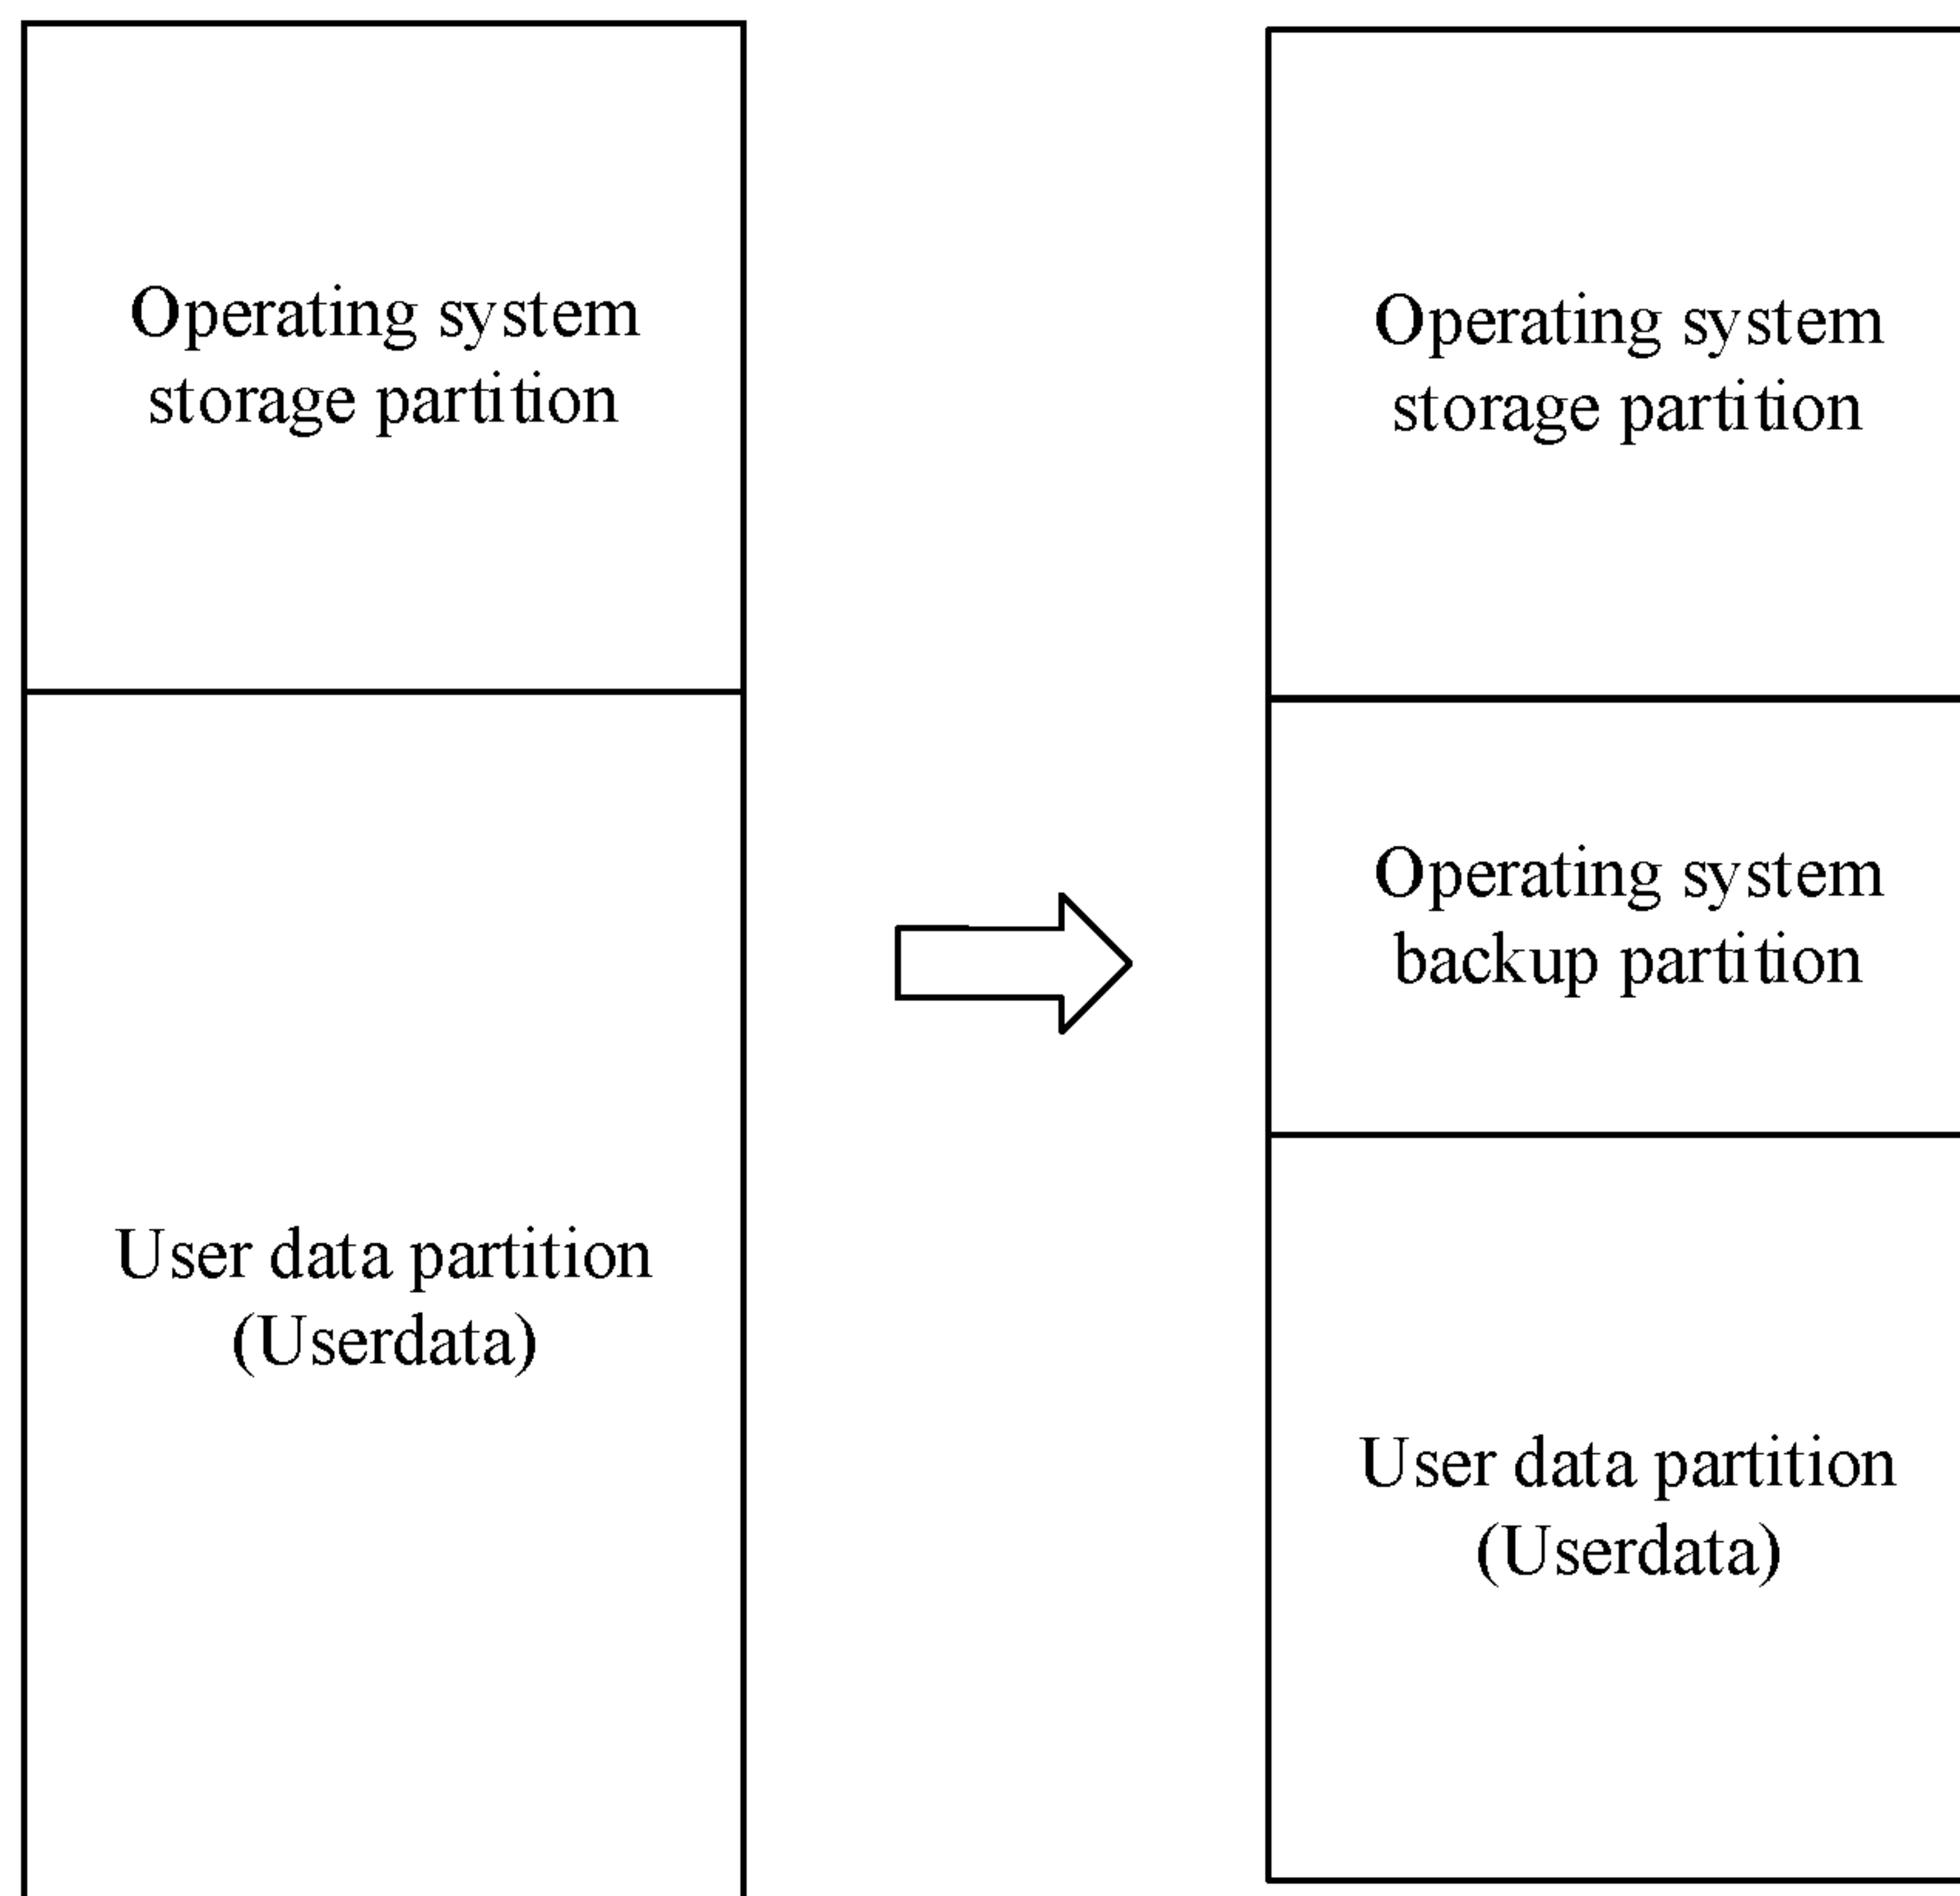 Operating system
storage partition
User data partition
(Userdata)
Operating system
storage partition
Operating system
backup partition
User data partition
(Userdata)